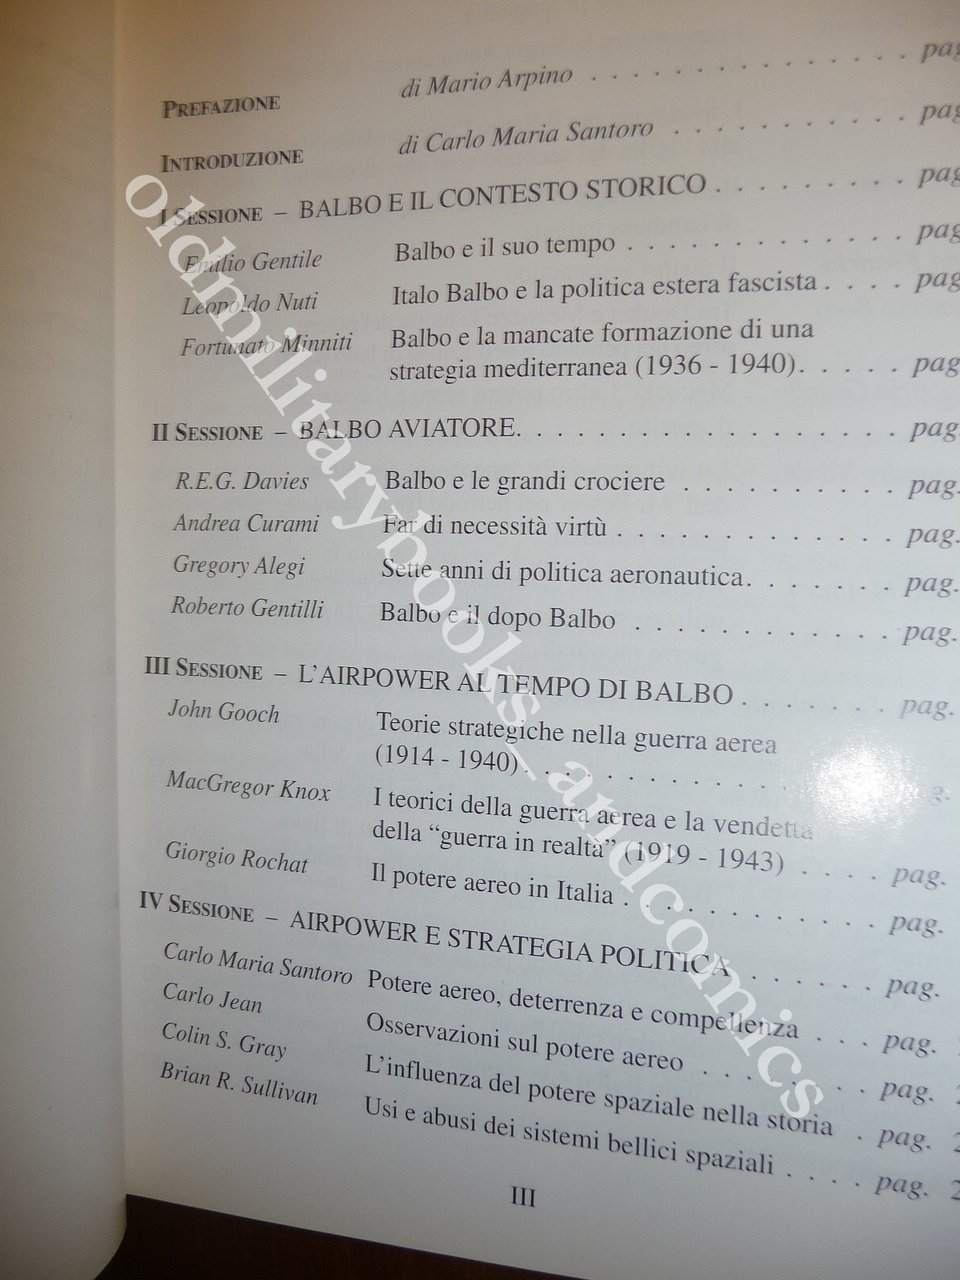 PREFAZIONE di Mario Arpino . . . . . . . . . . . . . . pag
INTRODUZIONE di Carlo Maria Santoro . . . . . . . . . . pag.
I SESSIONE – BALBO E IL CONTESTO STORICO . . . . . . . . pag.
Emilio Gentile Balbo e il suo tempo . . . . . . . . . . . . pag.
Leopoldo Nuti Italo Balbo e la politica estera fascista . . . . pag.
Fortunato Minniti Balbo e la mancate formazione di una
strategia mediterranea (1936 - 1940). . . . . . pag
II SESSIONE – BALBO AVIATORE. . . . . . . . . . . . . . . . . pag.
R.E.G. Davies Balbo e le grandi crociere . . . . . . . . . . pag.
Andrea Curami Far di necessità virtù . . . . . . . . . . . . . pag.
Gregory Alegi Sette anni di politica aeronautica. . . . . . . pag.
Roberto Gentilli Balbo e il dopo Balbo . . . . . . . . . . . . pag.
III SESSIONE – L'AIRPOWER AL TEMPO DI BALBO . . . . . . . pag.
John Gooch Teorie strategiche nella guerra aerea
(1914 - 1940). . . . . . . . . . . . g.
MacGregor Knox I teorici della guerra aerea e la vendetta
della “guerra in realtà” (1919 - 1943) . . . . pag.
Giorgio Rochat Il potere aereo in Italia . . . . . . . . . . . . pag.
IV SESSIONE – AIRPOWER E STRATEGIA POLITICA . . . . . . pag.
Carlo Maria Santoro Potere aereo, deterrenza e compellenza . . . pag.
Carlo Jean Osservazioni sul potere aereo . . . . . . . . pag. 2
Colin S. Gray L'influenza del potere spaziale nella storia . pag. 2
Brian R. Sullivan Usi e abusi dei sistemi bellici spaziali . . . . pag. 2
III
oldmilitarybooks_andcomics